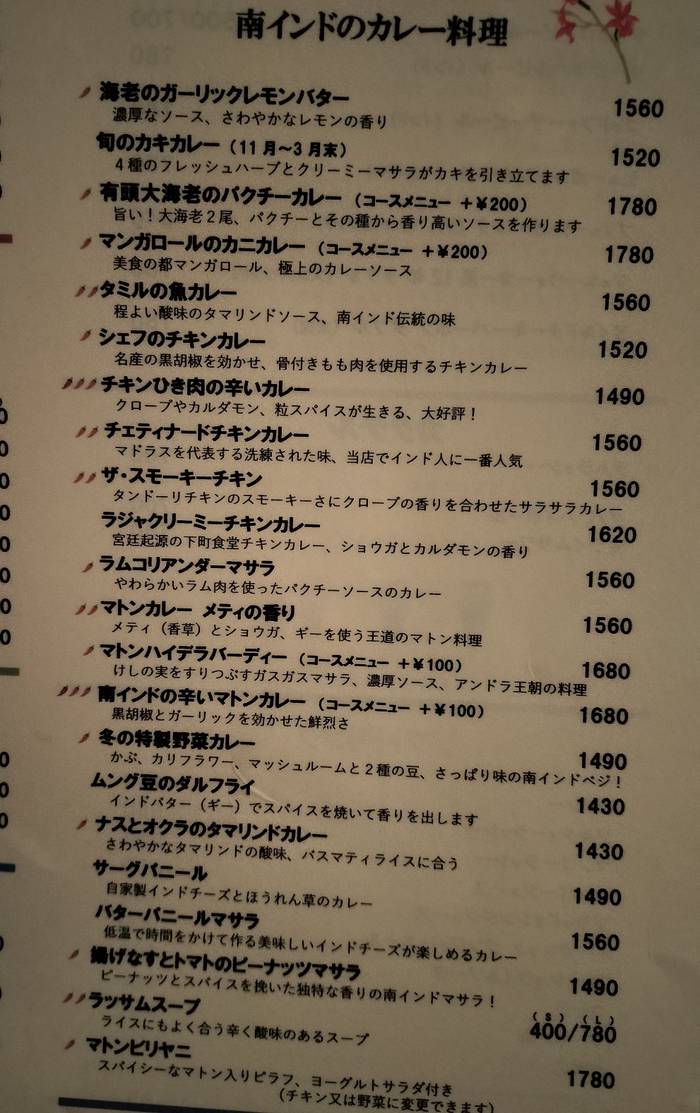 南インドのカレー料理
海老のガーリックレモンバター 1560
濃厚なソース、さわやかなレモンの香り
旬のカキカレー（11月～3月末） 1520
４種のフレッシュハーブとクリーミーマサラがカキを引き立てます
有頭大海老のパクチーカレー（コースメニュー ＋￥200） 1780
旨い！大海老２尾、パクチーとその種から香り高いソースを作ります
マンガロールのカニカレー（コースメニュー ＋￥200） 1780
美食の都マンガロール、極上のカレーソース
タミルの魚カレー 1560
程よい酸味のタマリンドソース、南インド伝統の味
シェフのチキンカレー 1520
名産の黒胡椒を効かせ、骨付きもも肉を使用するチキンカレー
チキンひき肉の辛いカレー 1490
クローブやカルダモン、粒スパイスが生きる、大好評！
チェティナードチキンカレー 1560
マドラスを代表する洗練された味、当店でインド人に一番人気
ザ・スモーキーチキン 1560
タンドーリチキンのスモーキーさにクローブの香りを合わせたサラサラカレー
ラジャクリーミーチキンカレー 1620
宮廷起源の下町食堂チキンカレー、ショウガとカルダモンの香り
ラムコリアンダーマサラ 1560
やわらかいラム肉を使ったパクチーソースのカレー
マトンカレー メティの香り 1560
メティ（香草）とショウガ、ギーを使う王道のマトン料理
マトンハイデラバーディー（コースメニュー ＋￥100） 1680
けしの実をすりつぶすガスガスマサラ、濃厚ソース、アンドラ王朝の料理
南インドの辛いマトンカレー（コースメニュー ＋￥100） 1680
黒胡椒とガーリックを効かせた鮮烈さ
冬の特製野菜カレー 1490
かぶ、カリフラワー、マッシュルームと２種の豆、さっぱり味の南インドベジ！
ムング豆のダルフライ 1430
インドバター（ギー）でスパイスを焼いて香りを出します
ナスとオクラのタマリンドカレー 1430
さわやかなタマリンドの酸味、バスマティライスに合う
サーグパニール 1490
自家製インドチーズとほうれん草のカレー
バターパニールマサラ 1560
低温で時間をかけて作る美味しいインドチーズが楽しめるカレー
揚げなすとトマトのピーナッツマサラ 1490
ピーナッツとスパイスを挽いた独特な香りの南インドマサラ！
ラッサムスープ （S）（L） 400/780
ライスにもよく合う辛く酸味のあるスープ
マトンビリヤニ 1780
スパイシーなマトン入りピラフ、ヨーグルトサラダ付き
（チキン又は野菜に変更できます）